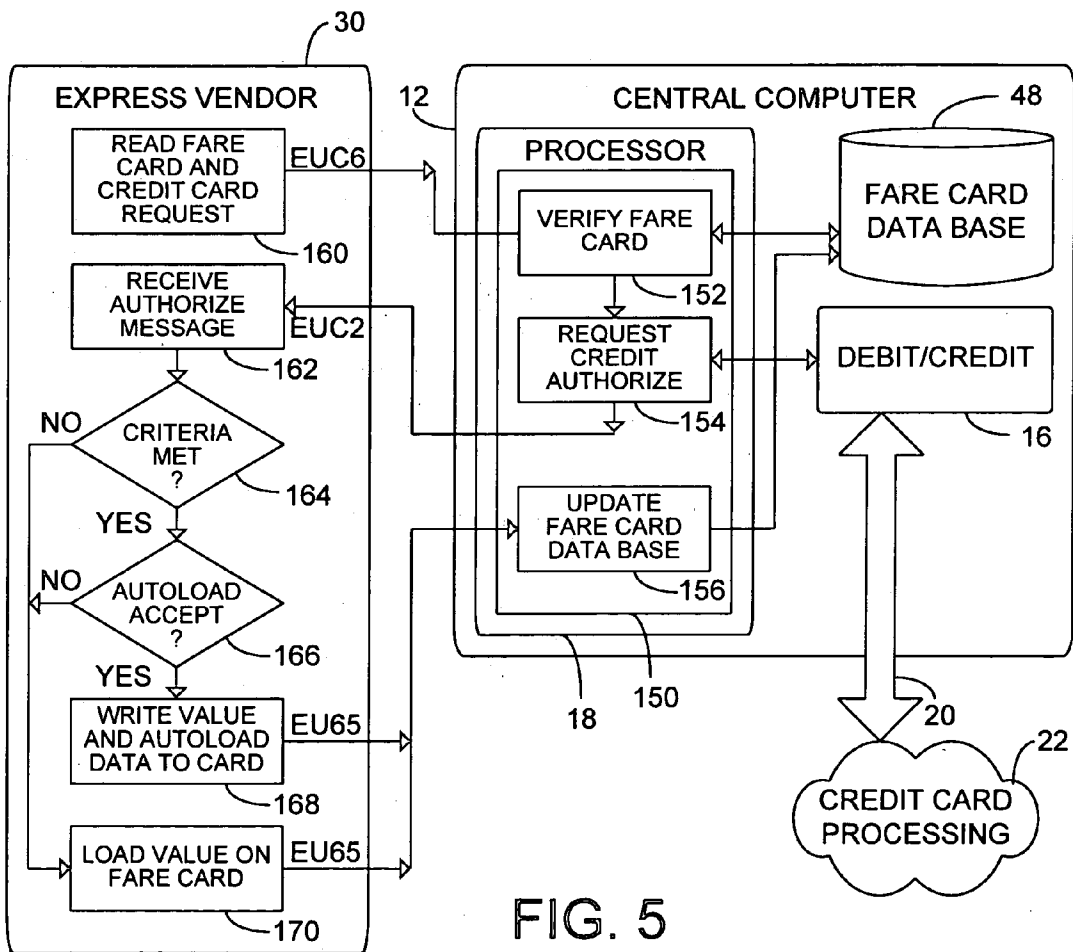 30
EXPRESS VENDOR
READ FARE
CARD AND
CREDIT CARD
REQUEST
EUC6
160
RECEIVE
AUTHORIZE
MESSAGE
EUC2
162
NO
CRITERIA
MET
?
164
YES
NO
AUTOLOAD
ACCEPT
?
166
YES
WRITE VALUE
AND AUTOLOAD
DATA TO CARD
EU65
168
LOAD VALUE ON
FARE CARD
EU65
170
12
CENTRAL COMPUTER
PROCESSOR
VERIFY FARE
CARD
152
REQUEST
CREDIT
AUTHORIZE
154
UPDATE
FARE CARD
DATA BASE
156
150
18
48
FARE CARD
DATA BASE
DEBIT/CREDIT
16
20
22
CREDIT CARD
PROCESSING
FIG. 5